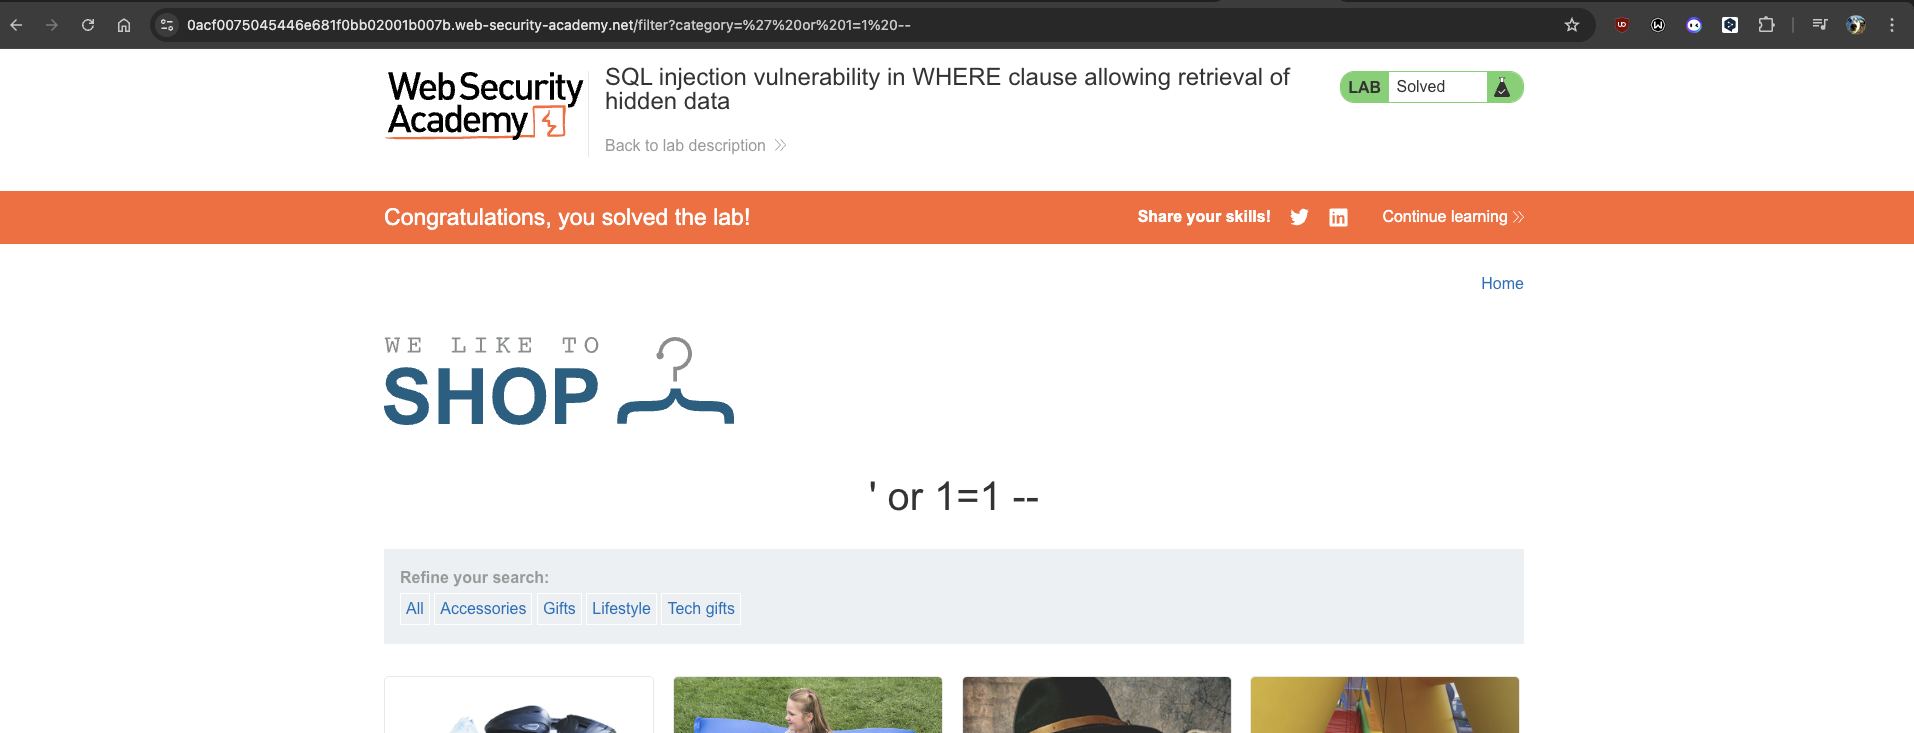 0acf0075045446e681f0bb02001b007b.web-security-academy.net/filter?category=%27%20or%201=1%20--
WebSecurity
Academy
SQL injection vulnerability in WHERE clause allowing retrieval of
hidden data
Back to lab description
LAB Solved
Congratulations, you solved the lab!
Share your skills!
Continue learning
Home
WE LIKE TO
SHOP
' or 1=1 --
Refine your search:
All Accessories Gifts Lifestyle Tech gifts